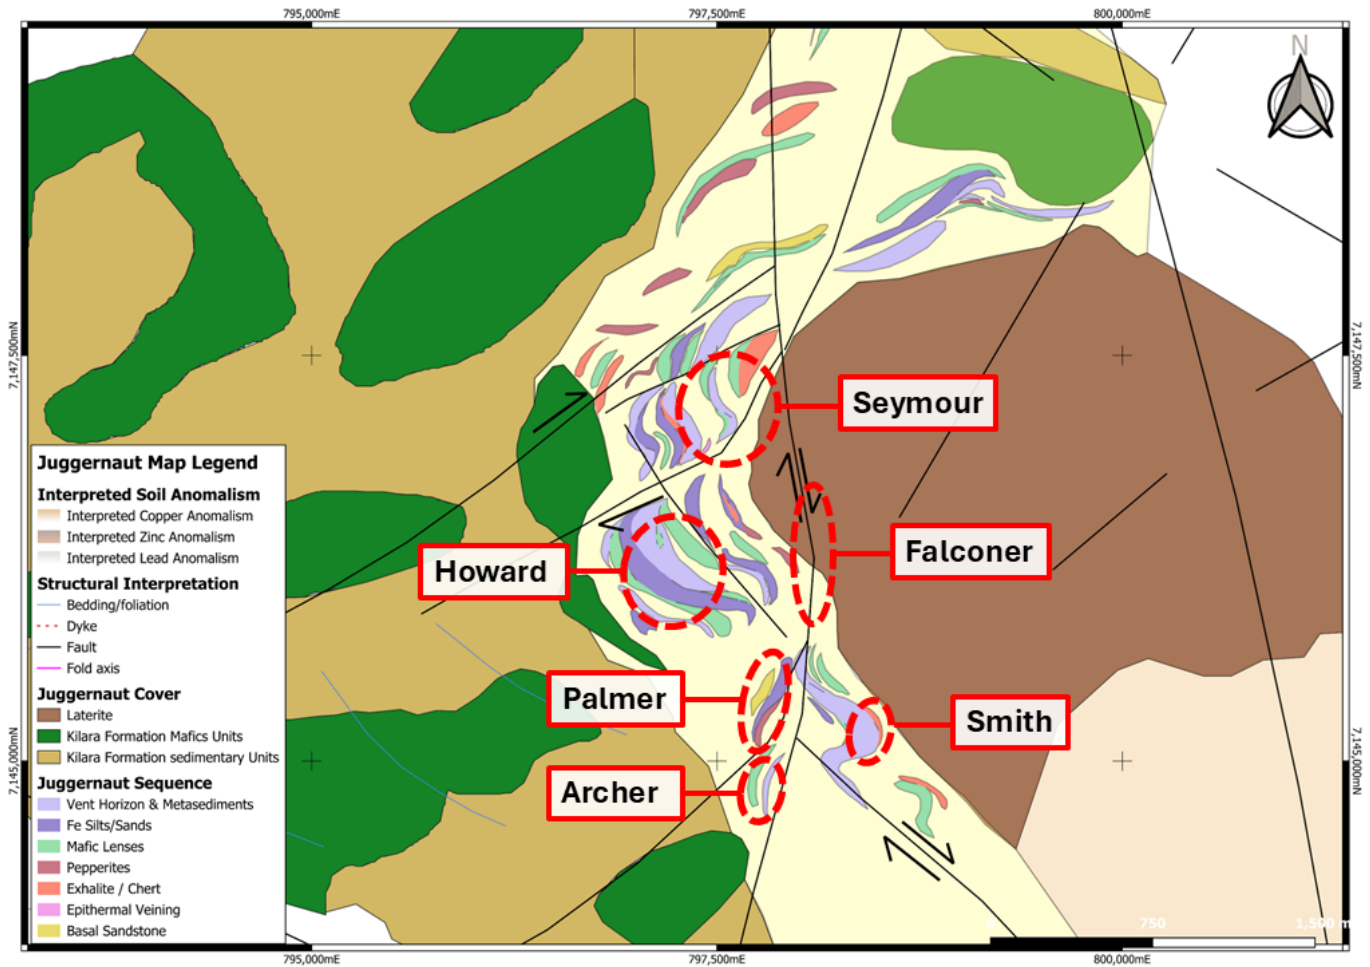 795,000mE
797,500mE
800,000mE
N
7,147,500mN
7,147,500mN
Seymour
Falconer
Howard
Palmer
Smith
Archer
7,145,000mN
7,145,000mN
Juggernaut Map Legend
Interpreted Soil Anomalism
Interpreted Copper Anomalism
Interpreted Zinc Anomalism
Interpreted Lead Anomalism
Structural Interpretation
Bedding/foliation
Dyke
Fault
Fold axis
Juggernaut Cover
Laterite
Kilara Formation Mafics Units
Kilara Formation sedimentary Units
Juggernaut Sequence
Vent Horizon & Metasediments
Fe Silts/Sands
Mafic Lenses
Pepperites
Exhalite / Chert
Epithermal Veining
Basal Sandstone
0 750 1,500 m
795,000mE
797,500mE
800,000mE